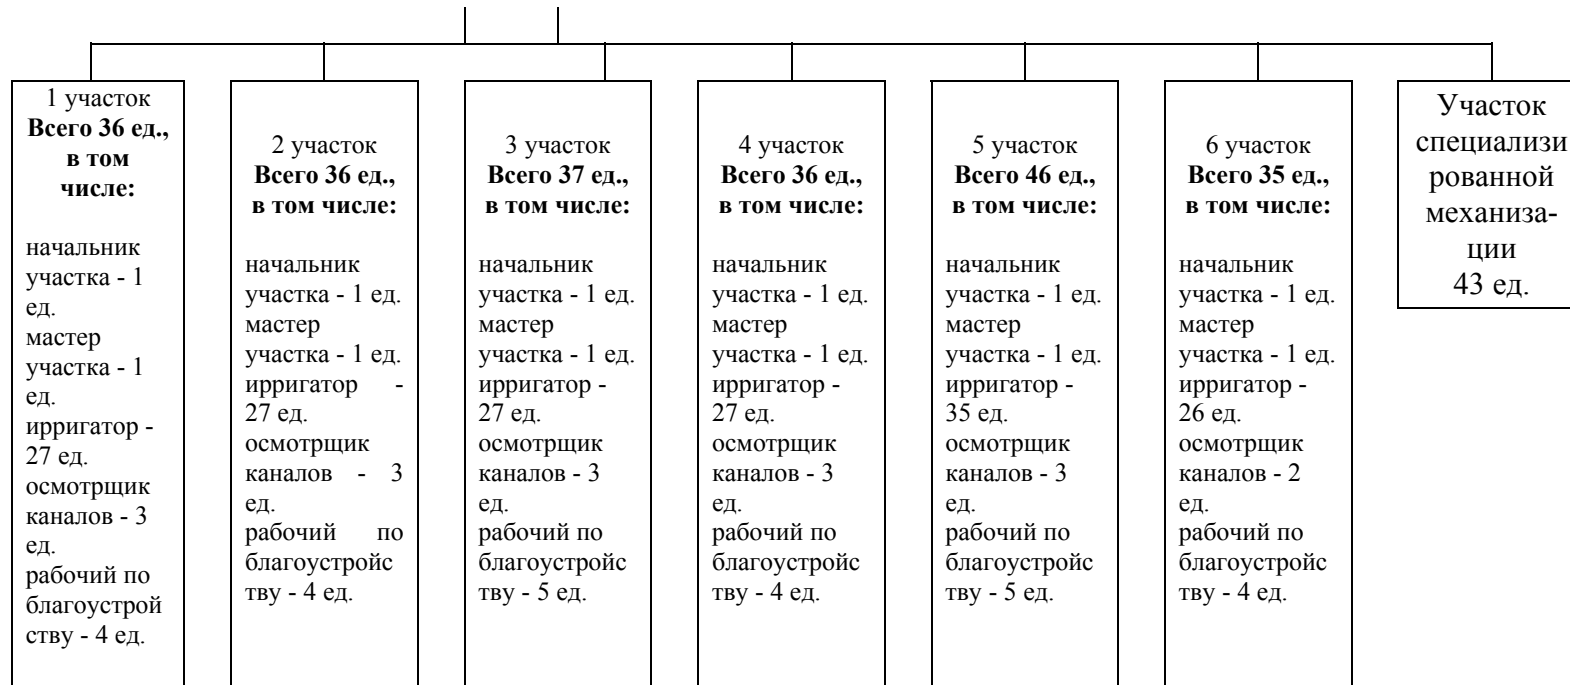 1 участок
Всего 36 ед.,
в том
числе:
начальник
участка - 1
ед.
мастер
участка - 1
ед.
ирригатор -
27 ед.
осмотрщик
каналов - 3
ед.
рабочий по
благоустрой
ству - 4 ед.
2 участок
Всего 36 ед.,
в том числе:
начальник
участка - 1 ед.
мастер
участка - 1 ед.
ирригатор -
27 ед.
осмотрщик
каналов - 3
ед.
рабочий по
благоустройс
тву - 4 ед.
3 участок
Всего 37 ед.,
в том числе:
начальник
участка - 1 ед.
мастер
участка - 1 ед.
ирригатор -
27 ед.
осмотрщик
каналов - 3
ед.
рабочий по
благоустройс
тву - 5 ед.
4 участок
Всего 36 ед.,
в том числе:
начальник
участка - 1 ед.
мастер
участка - 1 ед.
ирригатор -
27 ед.
осмотрщик
каналов - 3
ед.
рабочий по
благоустройс
тву - 4 ед.
5 участок
Всего 46 ед.,
в том числе:
начальник
участка - 1 ед.
мастер
участка - 1 ед.
ирригатор -
35 ед.
осмотрщик
каналов - 3
ед.
рабочий по
благоустройс
тву - 5 ед.
6 участок
Всего 35 ед.,
в том числе:
начальник
участка - 1 ед.
мастер
участка - 1 ед.
ирригатор -
26 ед.
осмотрщик
каналов - 2
ед.
рабочий по
благоустройс
тву - 4 ед.
Участок
специализи
рованной
механиза-
ции
43 ед.